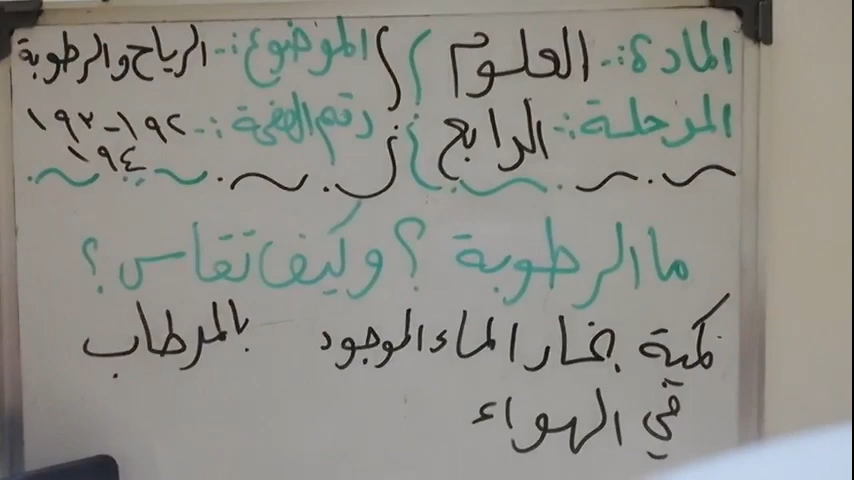 المادة:- العلوم الموضوع:- الرياح والرطوبة
المرحلة:- الرابع رقم الصفحة:- ١٩٢-١٩٣
١٩٤
ما الرطوبة ؟ وكيف تقاس ؟
كمية بخار الماء الموجود بالمرطاب
في الهواء